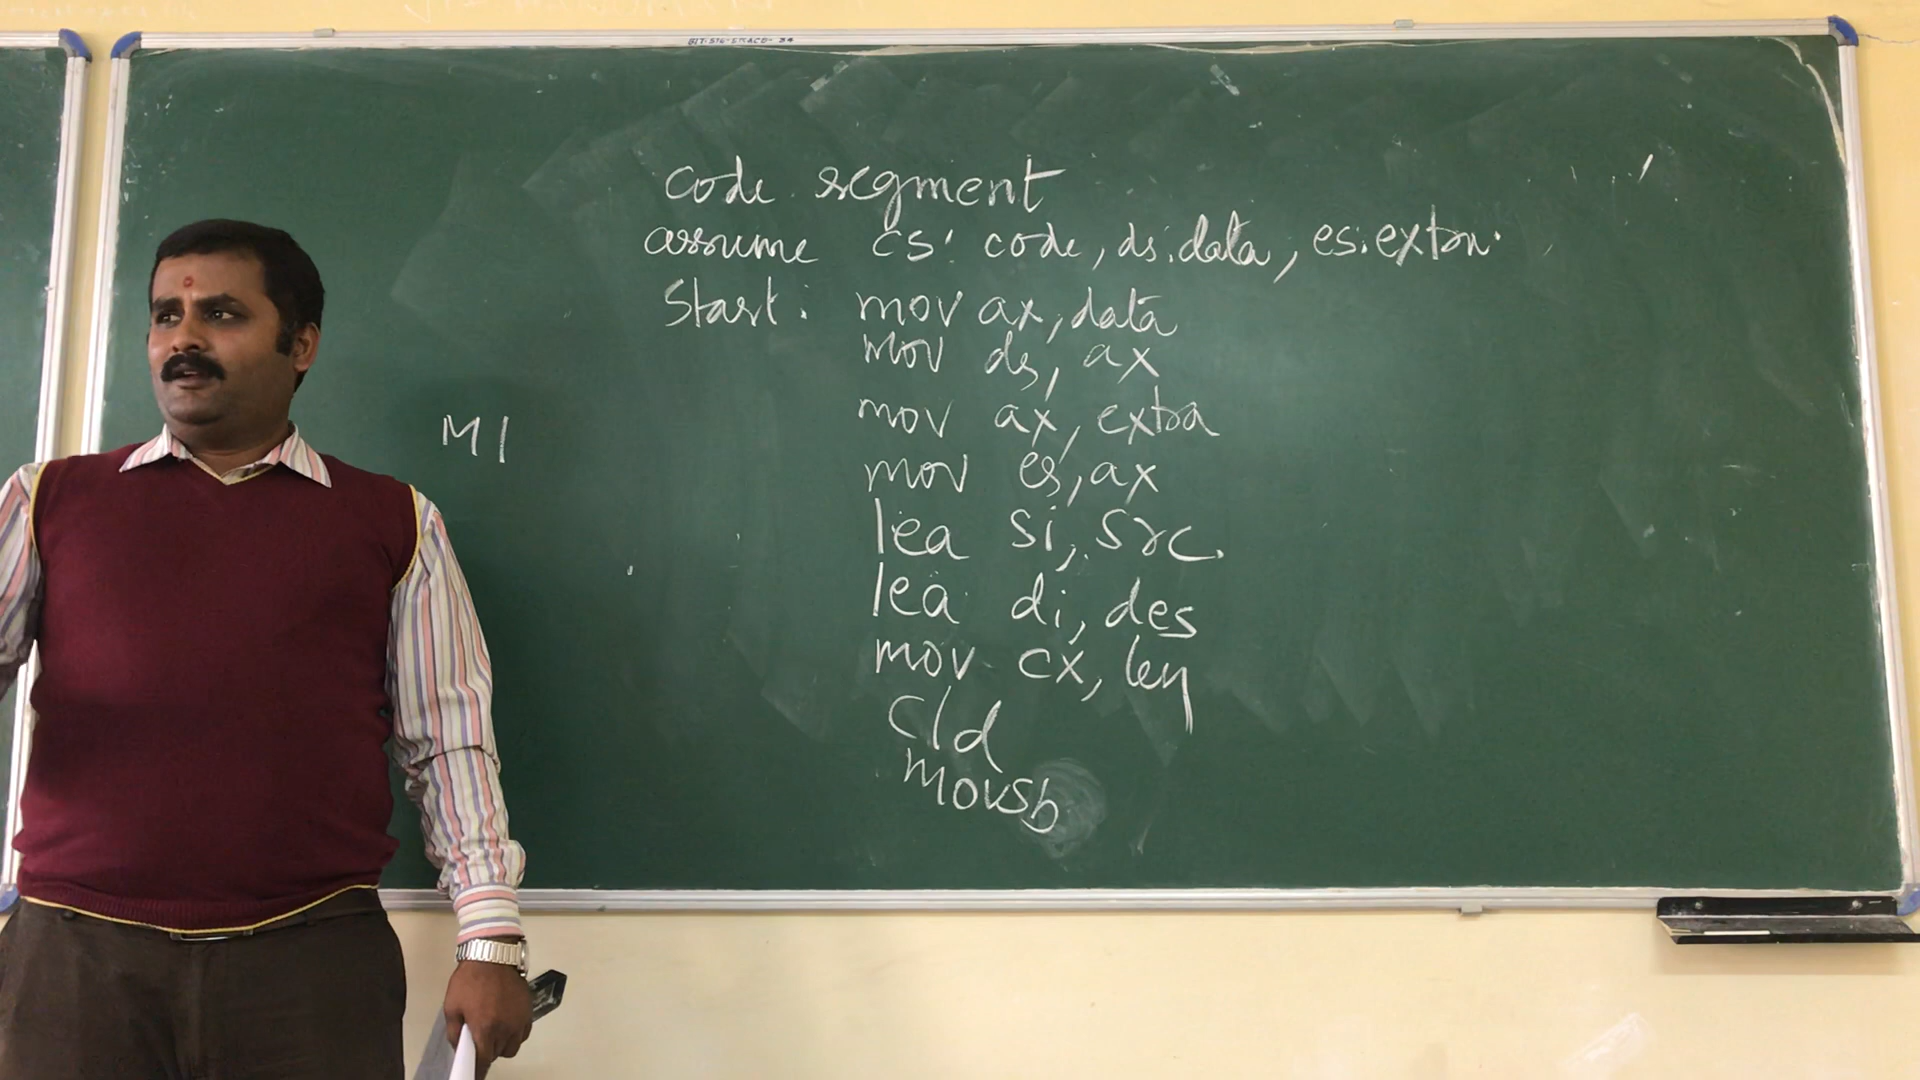 code segment
assume cs: code, ds:data, es:extra
Start: mov ax, data
mov ds, ax
mov ax, extra
mov es, ax
lea si, src
lea di, des
mov cx, len
cld
movsb
M1